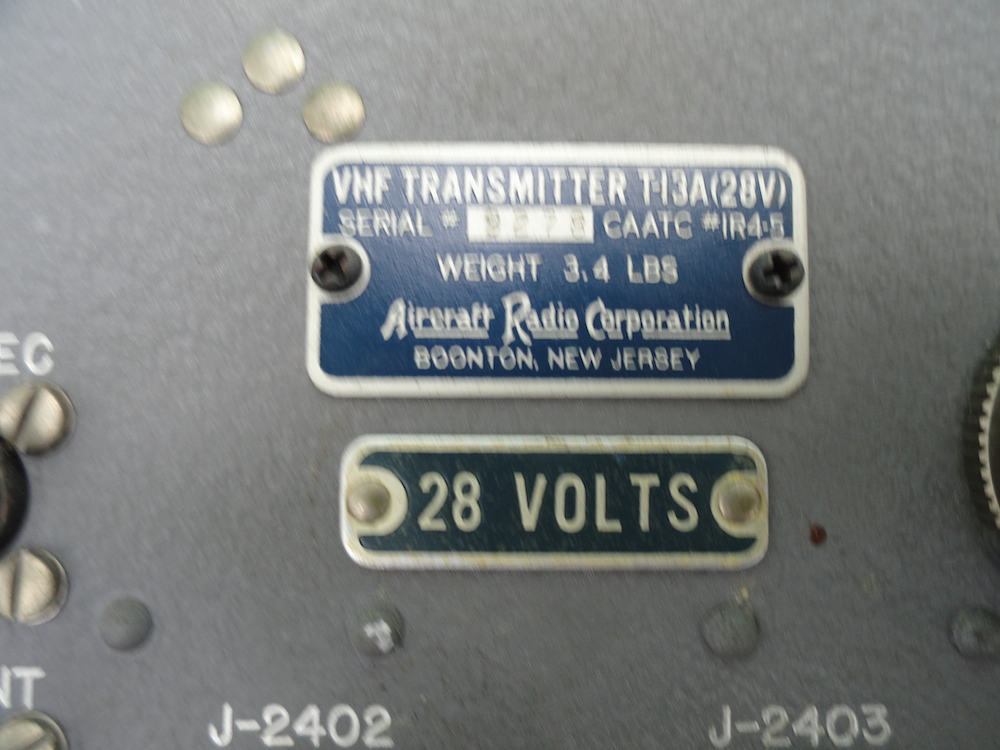 VHF TRANSMITTER T-13A(28V)
SERIAL # CAATC #1R4-5
WEIGHT 3.4 LBS
Aircraft Radio Corporation
BOONTON, NEW JERSEY
EC
28 VOLTS
NT
J-2402 J-2403